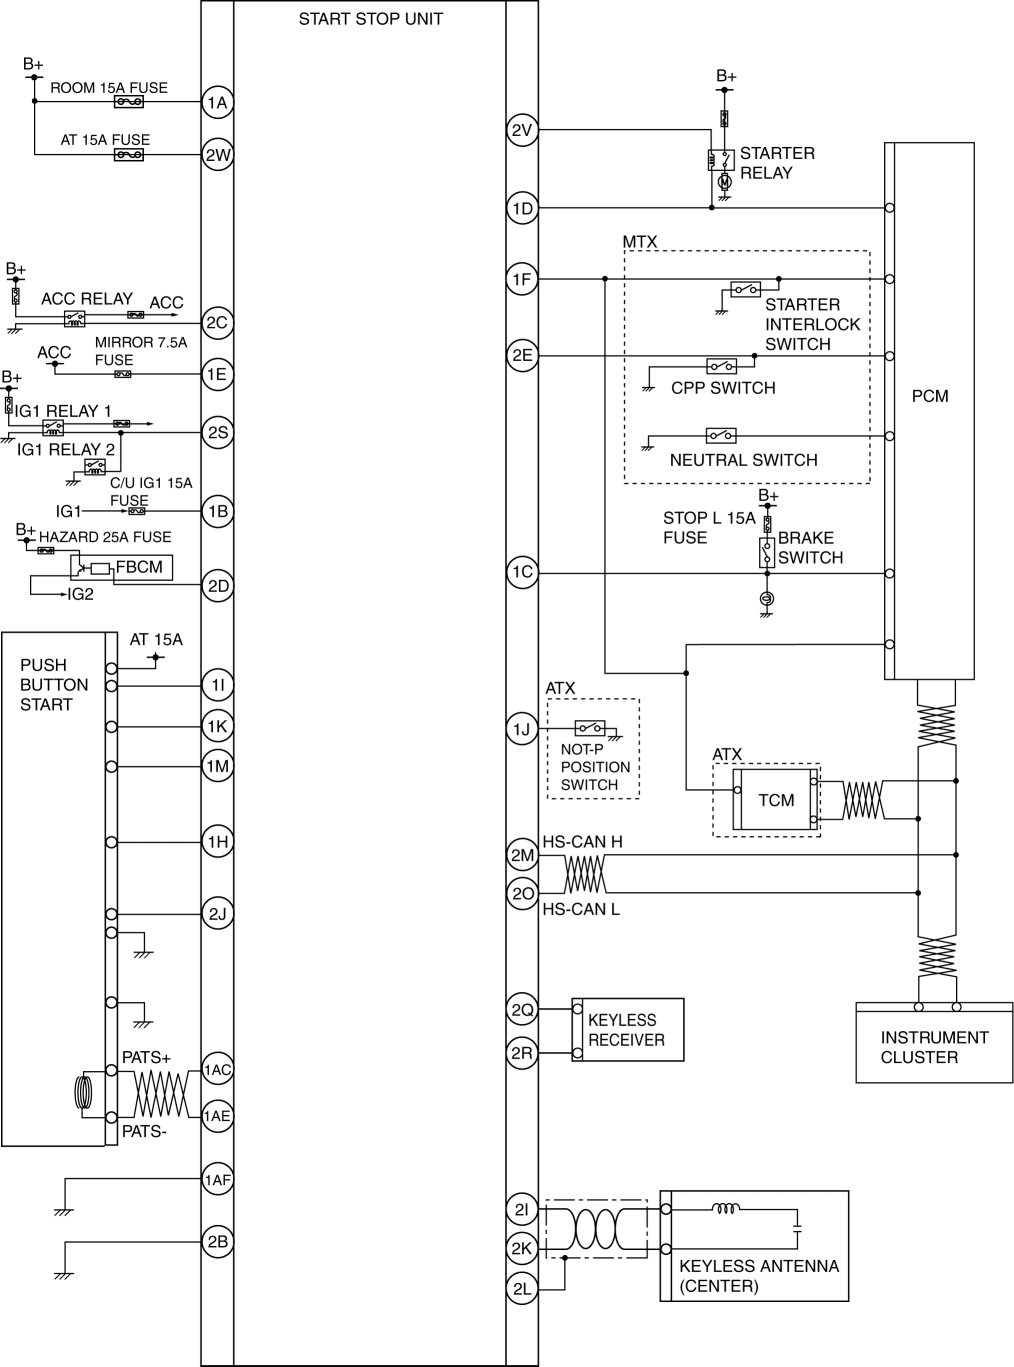 START STOP UNIT
B+
ROOM 15A FUSE
1A
AT 15A FUSE
2W
B+
ACC RELAY
ACC
2C
MIRROR 7.5A
FUSE
ACC
1E
B+
IG1 RELAY 1
2S
IG1 RELAY 2
C/U IG1 15A
FUSE
IG1
1B
B+
HAZARD 25A FUSE
FBCM
2D
IG2
PUSH
BUTTON
START
AT 15A
1I
1K
1M
1H
2J
PATS+
1AC
1AE
PATS-
1AF
2B
2V
B+
STARTER
RELAY
M
1D
MTX
1F
STARTER
INTERLOCK
SWITCH
2E
CPP SWITCH
NEUTRAL SWITCH
PCM
B+
STOP L 15A
FUSE
BRAKE
SWITCH
1C
ATX
1J
NOT-P
POSITION
SWITCH
ATX
TCM
HS-CAN H
2M
2O
HS-CAN L
2Q
KEYLESS
RECEIVER
2R
INSTRUMENT
CLUSTER
2I
2K
2L
KEYLESS ANTENNA
(CENTER)